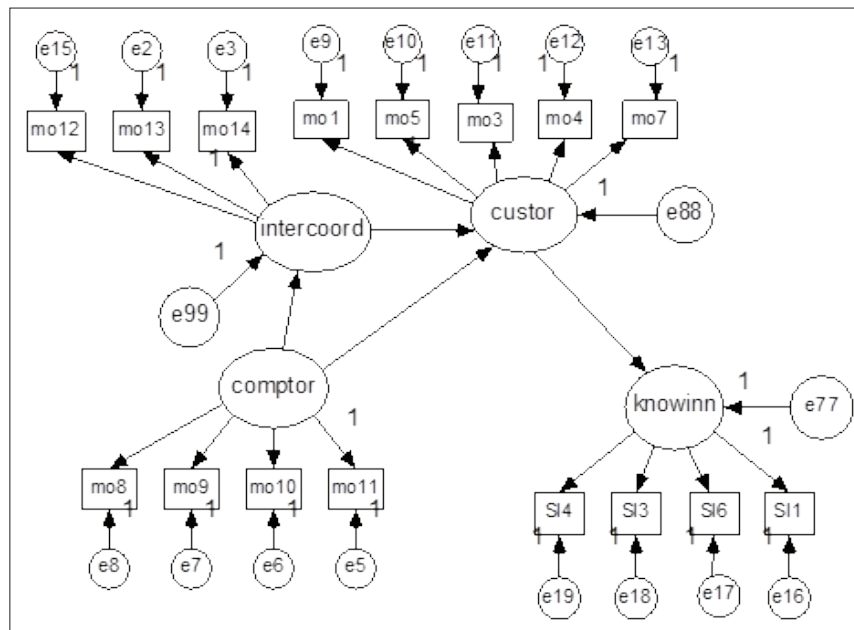 e15 e2 e3 e9 e10 e11 e12 e13
1 1 1 1 1 1 1 1
mo12 mo13 mo14 mo1 mo5 mo3 mo4 mo7
1 1
1
custor e88
intercoord
1
e99
comptor
1
knowinn e77
1 1
mo8 mo9 mo10 mo11
1 1 1 1
SI4 SI3 SI6 SI1
1 1 1 1
e8 e7 e6 e5
e19 e18 e17 e16